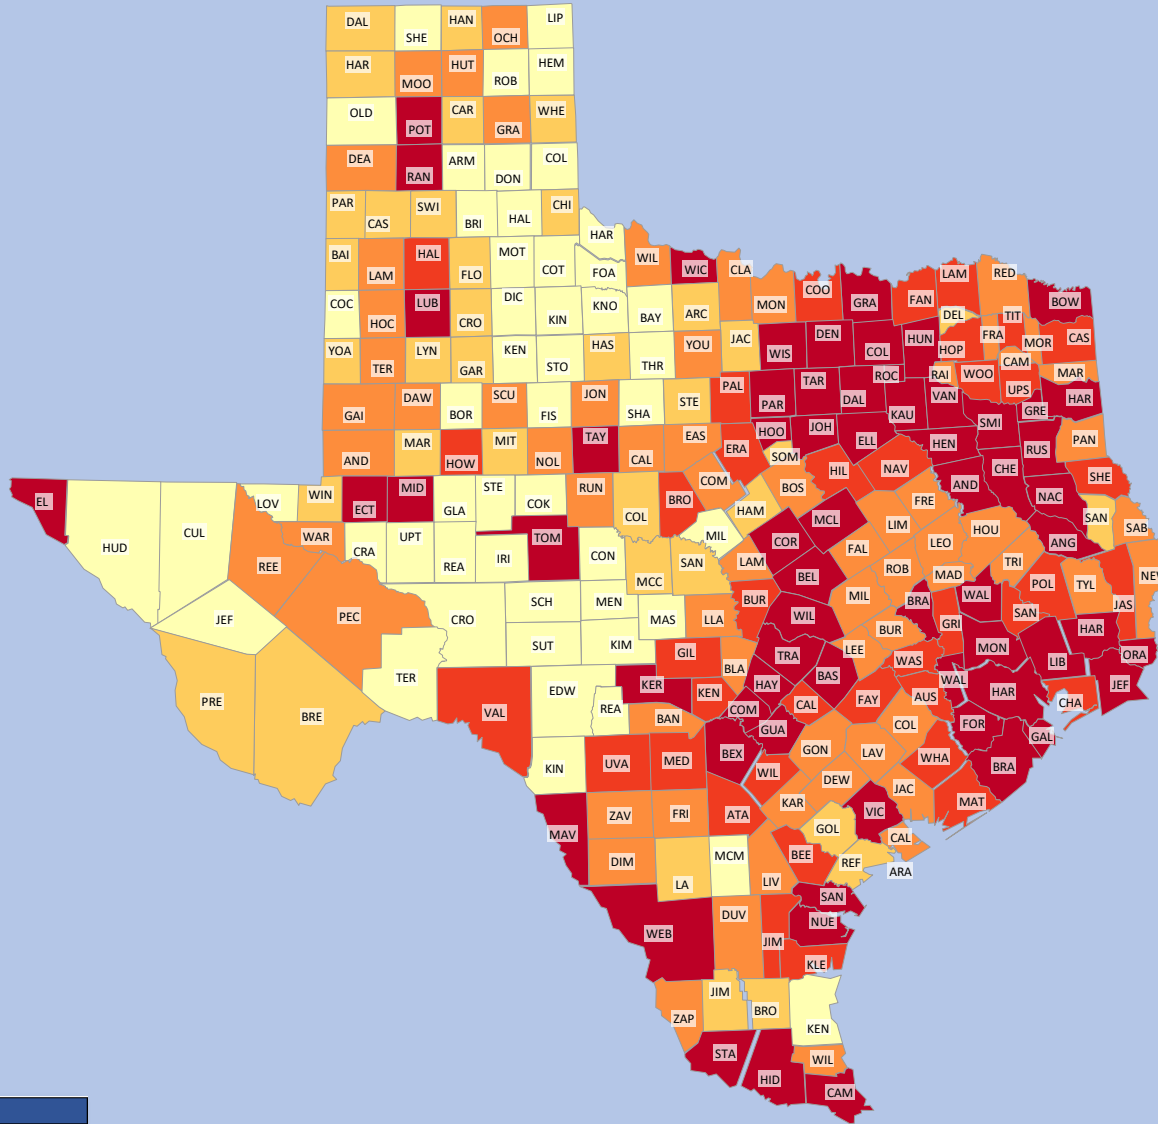 DAL SHE HAN OCH LIP
HAR MOO HUT ROB HEM
OLD POT CAR GRA WHE
DEA RAN ARM DON COL
PAR CAS SWI BRI HAL CHI
BAI LAM HAL FLO MOT COT HAR FOA WIL WIC CLA MON COO GRA FAN LAM RED BOW
COC HOC LUB CRO DIC KIN KNO BAY ARC JAC WIS DEN COL HUN DEL HOP FRA TIT MOR CAS
YOA TER LYN GAR KEN STO HAS THR YOU PAL PAR TAR DAL ROC KAU VAN RAI WOO CAM UPS MAR HAR
GAI DAW BOR SCU FIS JON SHA STE HOO JOH ELL HEN SMI GRE RUS PAN
AND MAR HOW MIT NOL TAY CAL EAS ERA SOM BOS HIL NAV AND CHE SHE
EL HUD CUL LOV WIN ECT MID GLA STE COK RUN COL BRO COM HAM MCL FRE NAC SAN SAB
REE WAR CRA UPT REA IRI TOM CON MCC SAN MIL LAM COR FAL LIM LEO HOU ANG TRI
JEF PEC CRO SCH MEN MAS LLA BUR BEL MIL ROB MAD WAL POL TYL JAS NEW
PRE BRE TER SUT KIM GIL BLA WIL TRA LEE BUR BRA GRI SAN MON LIB HAR ORA
VAL EDW REA KER KEN HAY BAS FAY WAS AUS WAL HAR CHA JEF
KIN UVA BAN MED BEX COM GUA CAL GON LAV COL WHA FOR BRA GAL
MAV ZAV FRI ATA WIL KAR DEW VIC JAC MAT
DIM LA MCM LIV BEE GOL REF CAL ARA
WEB DUV JIM SAN NUE KLE
ZAP JIM BRO KEN
STA HID WIL CAM